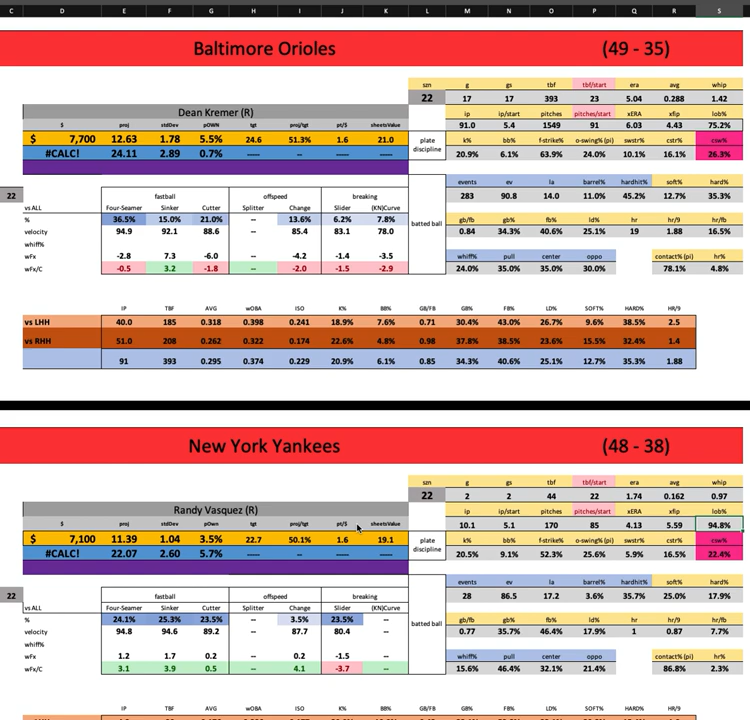 C D E F G H I J K L M N O P Q R S
Baltimore Orioles (49 - 35)
szn g gs tbf tbf/start era avg whip
22 17 17 393 23 5.04 0.288 1.42
Dean Kremer (R) ip ip/start pitches pitches/start xERA xfip lob%
$ proj stdDev pOWN tgt proj/tgt pt/$ sheetsValue 91.0 5.4 1549 91 6.03 4.43 75.2%
$ 7,700 12.63 1.78 5.5% 24.6 51.3% 1.6 21.0 plate discipline k% bb% f-strike% o-swing% (pi) swstr% cstr% csw%
#CALC! 24.11 2.89 0.7% ---- -- ---- ---- 20.9% 6.1% 63.9% 24.0% 10.1% 16.1% 26.3%
events ev la barrel% hardhit% soft% hard%
22 fastball offspeed breaking 283 90.8 14.0 11.0% 45.2% 12.7% 35.3%
vs ALL Four-Seamer Sinker Cutter Splitter Change Slider (KN)Curve
% 36.5% 15.0% 21.0% -- 13.6% 6.2% 7.8% batted ball gb/fb gb% fb% ld% hr hr/9 hr/fb
velocity 94.9 92.1 88.6 -- 85.4 83.1 78.0 0.84 34.3% 40.6% 25.1% 19 1.88 16.5%
whiff%
wFx -2.8 7.3 -6.0 -4.2 -1.4 -3.5 whiff% pull center oppo contact% (pi) hr%
wFx/C -0.5 3.2 -1.8 -- -2.0 -1.5 -2.9 24.0% 35.0% 35.0% 30.0% 78.1% 4.8%
IP TBF AVG wOBA ISO K% BB% GB/FB GB% FB% LD% SOFT% HARD% HR/9
vs LHH 40.0 185 0.318 0.398 0.241 18.9% 7.6% 0.71 30.4% 43.0% 26.7% 9.6% 38.5% 2.5
vs RHH 51.0 208 0.262 0.322 0.174 22.6% 4.8% 0.98 37.8% 38.5% 23.6% 15.5% 32.4% 1.4
91 393 0.295 0.374 0.229 20.9% 6.1% 0.85 34.3% 40.6% 25.1% 12.7% 35.3% 1.88
New York Yankees (48 - 38)
szn g gs tbf tbf/start era avg whip
22 2 2 44 22 1.74 0.162 0.97
Randy Vasquez (R) ip ip/start pitches pitches/start xERA xfip lob%
$ proj stdDev pOwn tgt proj/tgt pt/$ sheetsValue 10.1 5.1 170 85 4.13 5.59 94.8%
$ 7,100 11.39 1.04 3.5% 22.7 50.1% 1.6 19.1 plate discipline k% bb% f-strike% o-swing% (pi) swstr% cstr% csw%
#CALC! 22.07 2.60 5.7% ---- -- ---- ---- 20.5% 9.1% 52.3% 25.6% 5.9% 16.5% 22.4%
events ev la barrel% hardhit% soft% hard%
22 fastball offspeed breaking 28 86.5 17.2 3.6% 35.7% 25.0% 17.9%
vs ALL Four-Seamer Sinker Cutter Splitter Change Slider (KN)Curve
% 24.1% 25.3% 23.5% -- 3.5% 23.5% -- batted ball gb/fb gb% fb% ld% hr hr/9 hr/fb
velocity 94.8 94.6 89.2 -- 87.7 80.4 -- 0.77 35.7% 46.4% 17.9% 1 0.87 7.7%
whiff%
wFx 1.2 1.7 0.2 -- 0.2 -1.5 -- whiff% pull center oppo contact% (pi) hr%
wFx/C 3.1 3.9 0.5 -- 4.1 -3.7 -- 15.6% 46.4% 32.1% 21.4% 86.8% 2.3%
IP TBF AVG wOBA ISO K% BB% GB/FB GB% FB% LD% SOFT% HARD% HR/9